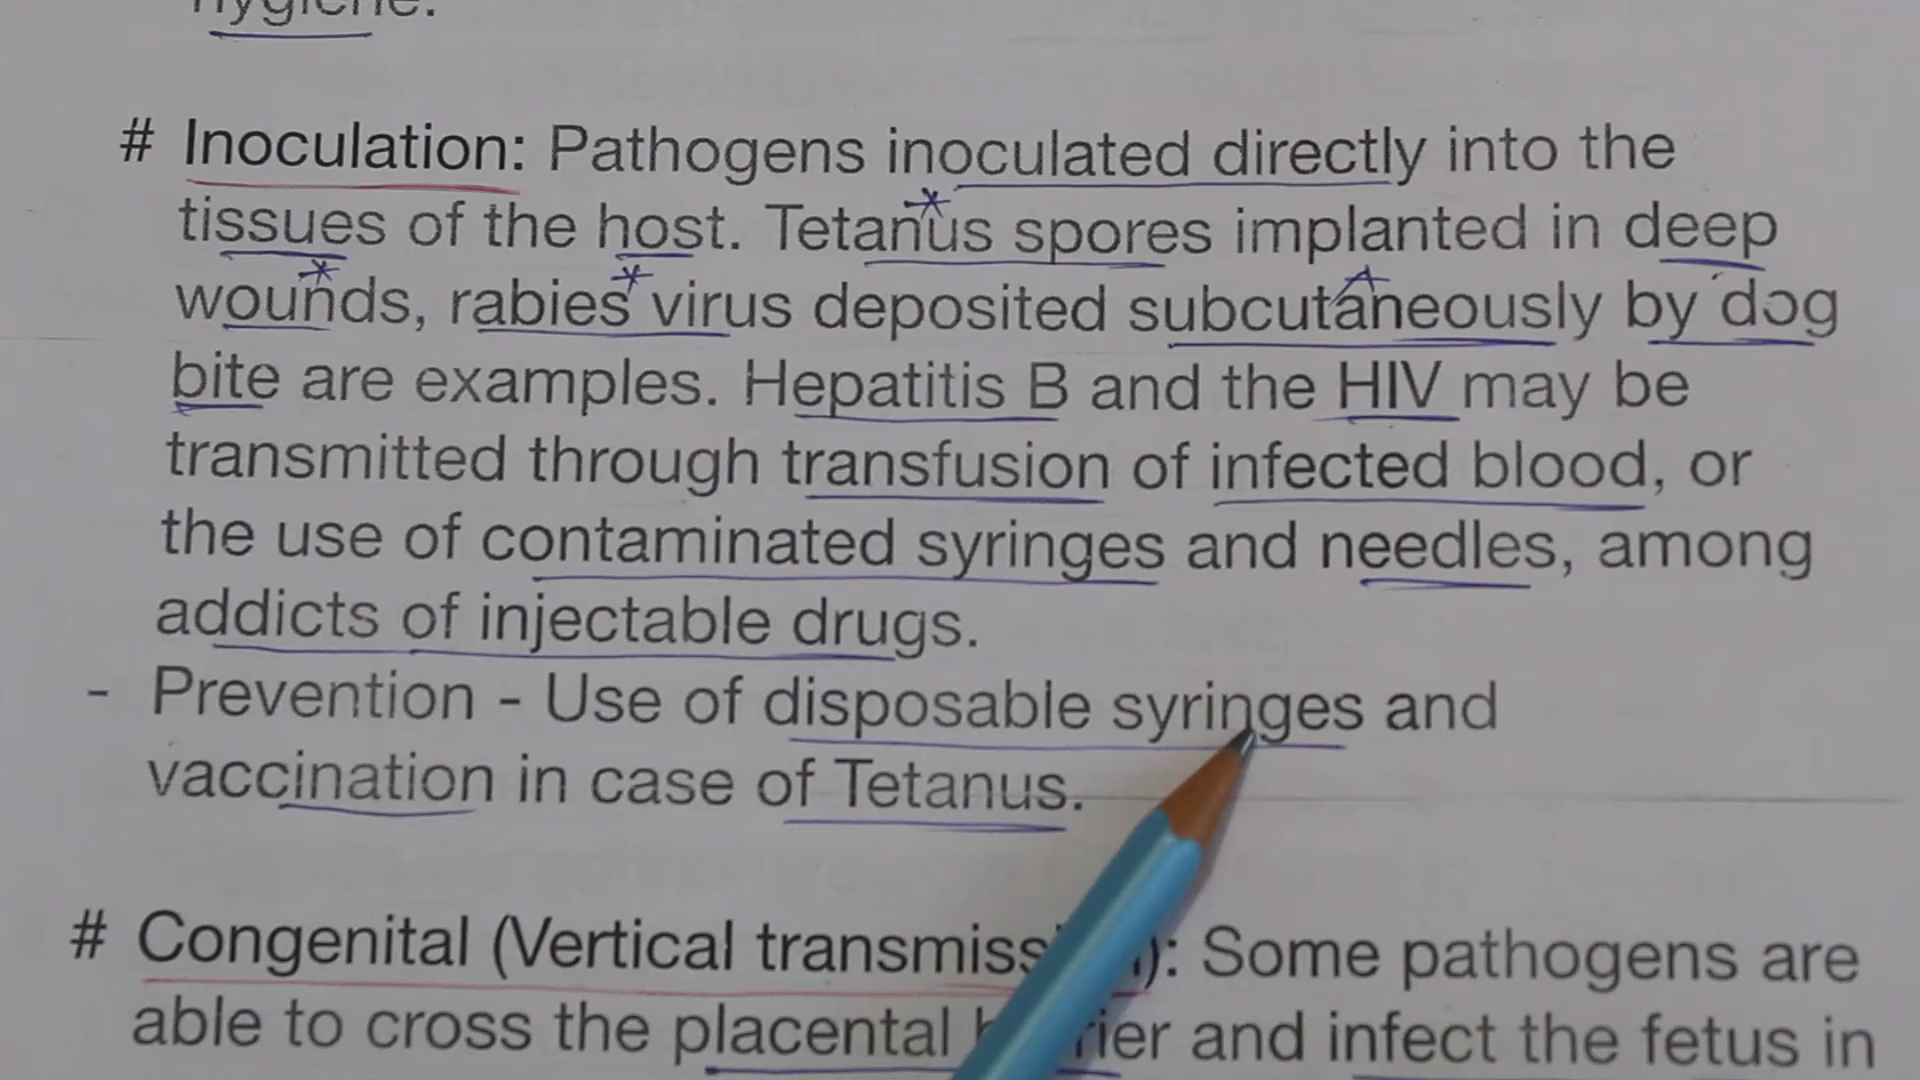 hygiene.
# Inoculation: Pathogens inoculated directly into the
tissues of the host. Tetanus spores implanted in deep
wounds, rabies virus deposited subcutaneously by dog
bite are examples. Hepatitis B and the HIV may be
transmitted through transfusion of infected blood, or
the use of contaminated syringes and needles, among
addicts of injectable drugs.
- Prevention - Use of disposable syringes and
vaccination in case of Tetanus.
# Congenital (Vertical transmission): Some pathogens are
able to cross the placental barrier and infect the fetus in